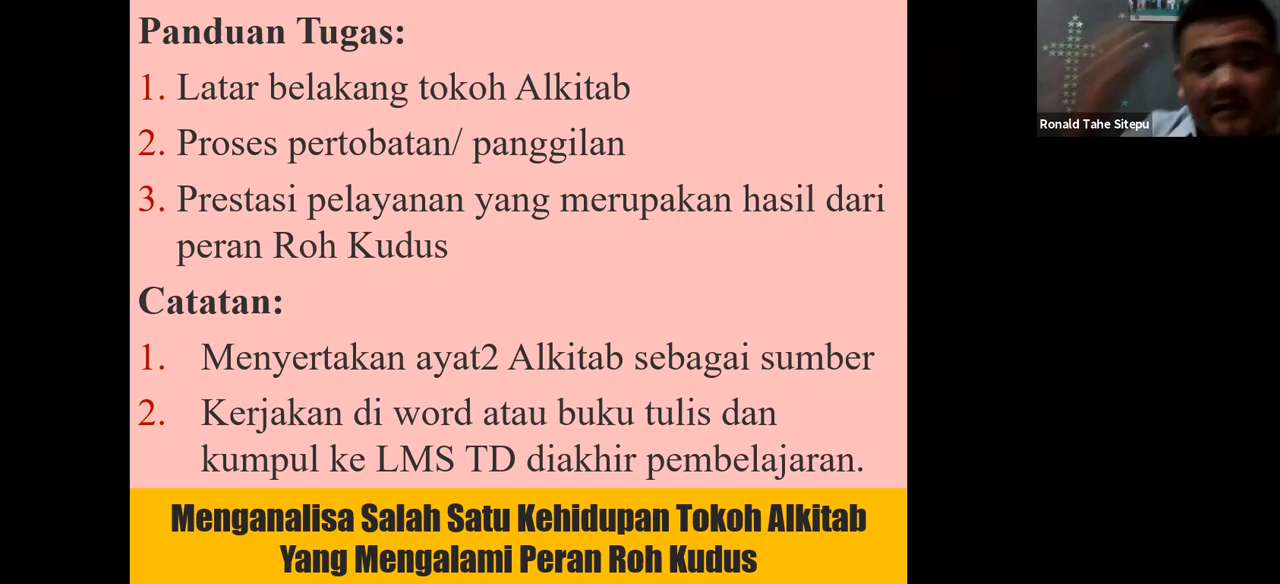 Panduan Tugas:
1. Latar belakang tokoh Alkitab
2. Proses pertobatan/ panggilan
3. Prestasi pelayanan yang merupakan hasil dari
peran Roh Kudus
Catatan:
1. Menyertakan ayat2 Alkitab sebagai sumber
2. Kerjakan di word atau buku tulis dan
kumpul ke LMS TD diakhir pembelajaran.
Menganalisa Salah Satu Kehidupan Tokoh Alkitab
Yang Mengalami Peran Roh Kudus
Ronald Tahe Sitepu